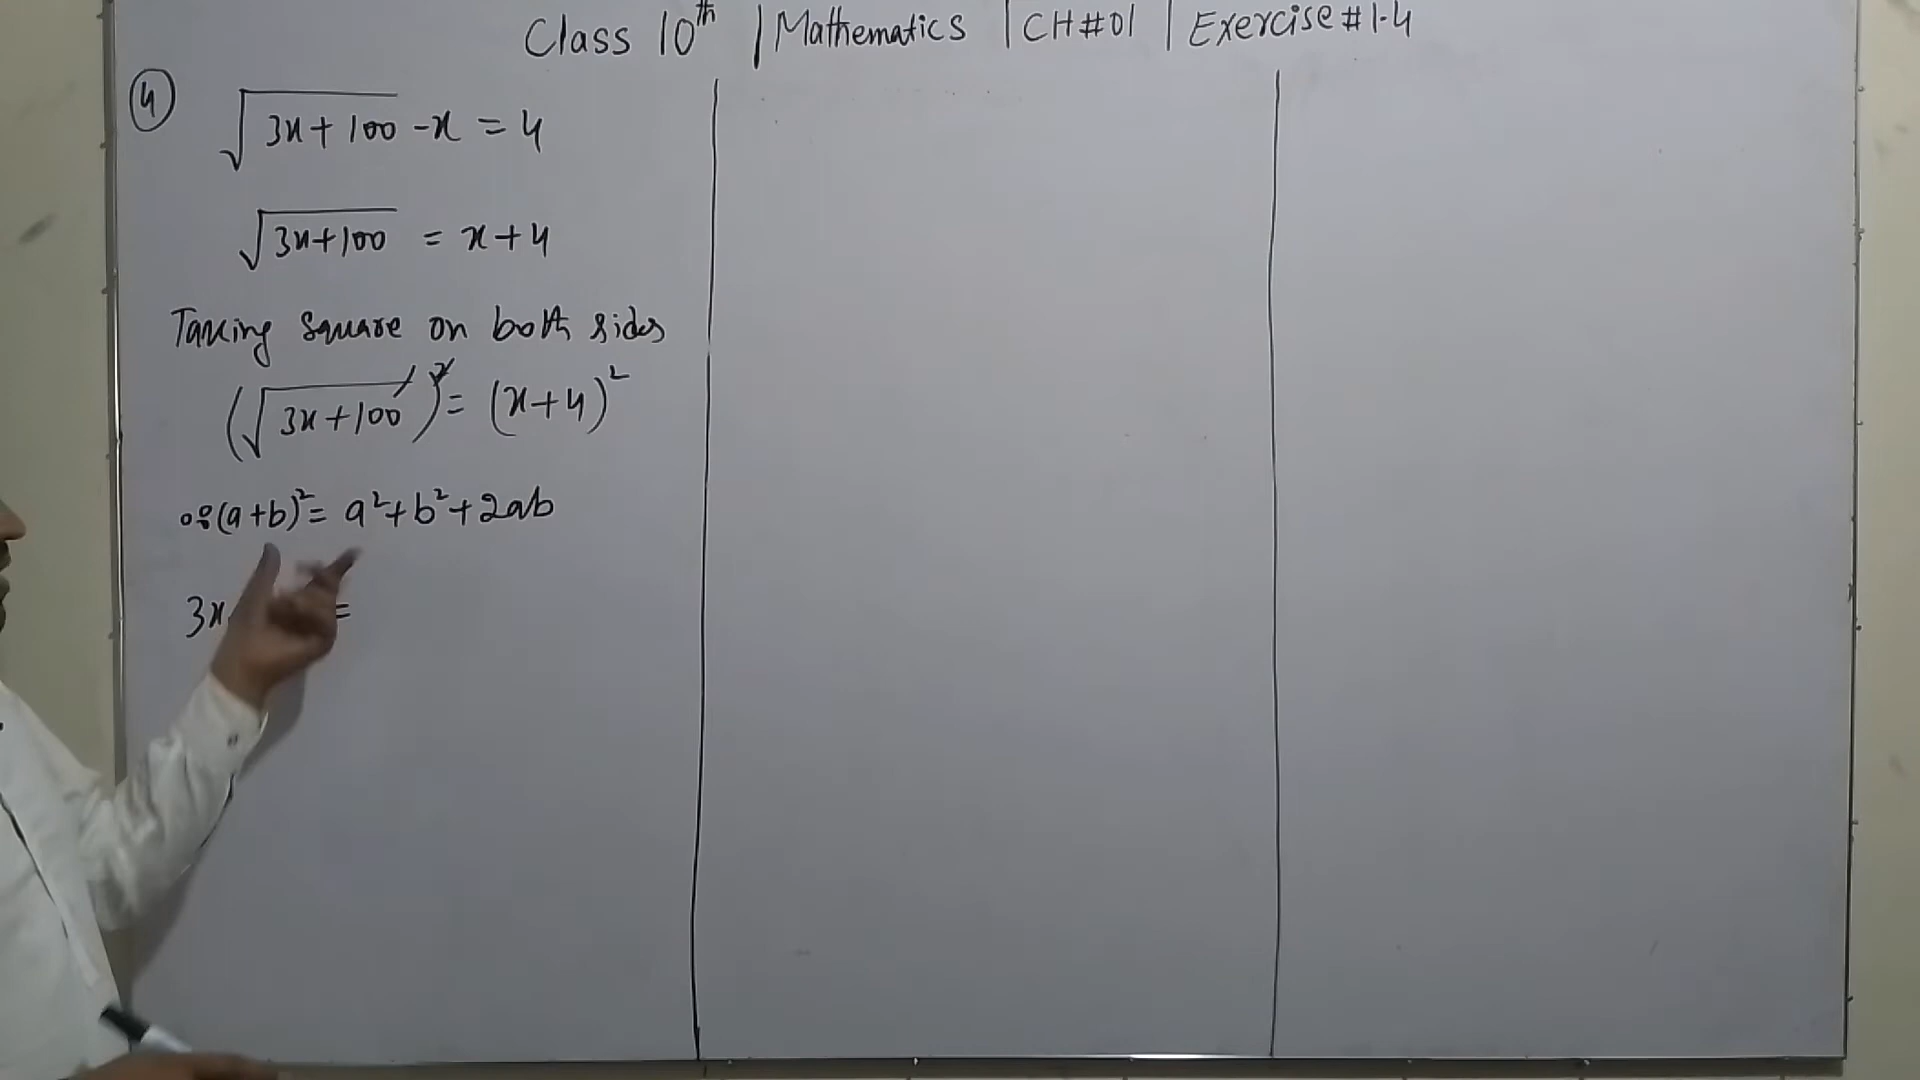 Class 10th | Mathematics | CH#01 | Exercise#1.4
4 √3x+100 -x = 4
√3x+100 = x+4
Taking square on both sides
(√3x+100)² = (x+4)²
∵ (a+b)² = a²+b²+2ab
3x =